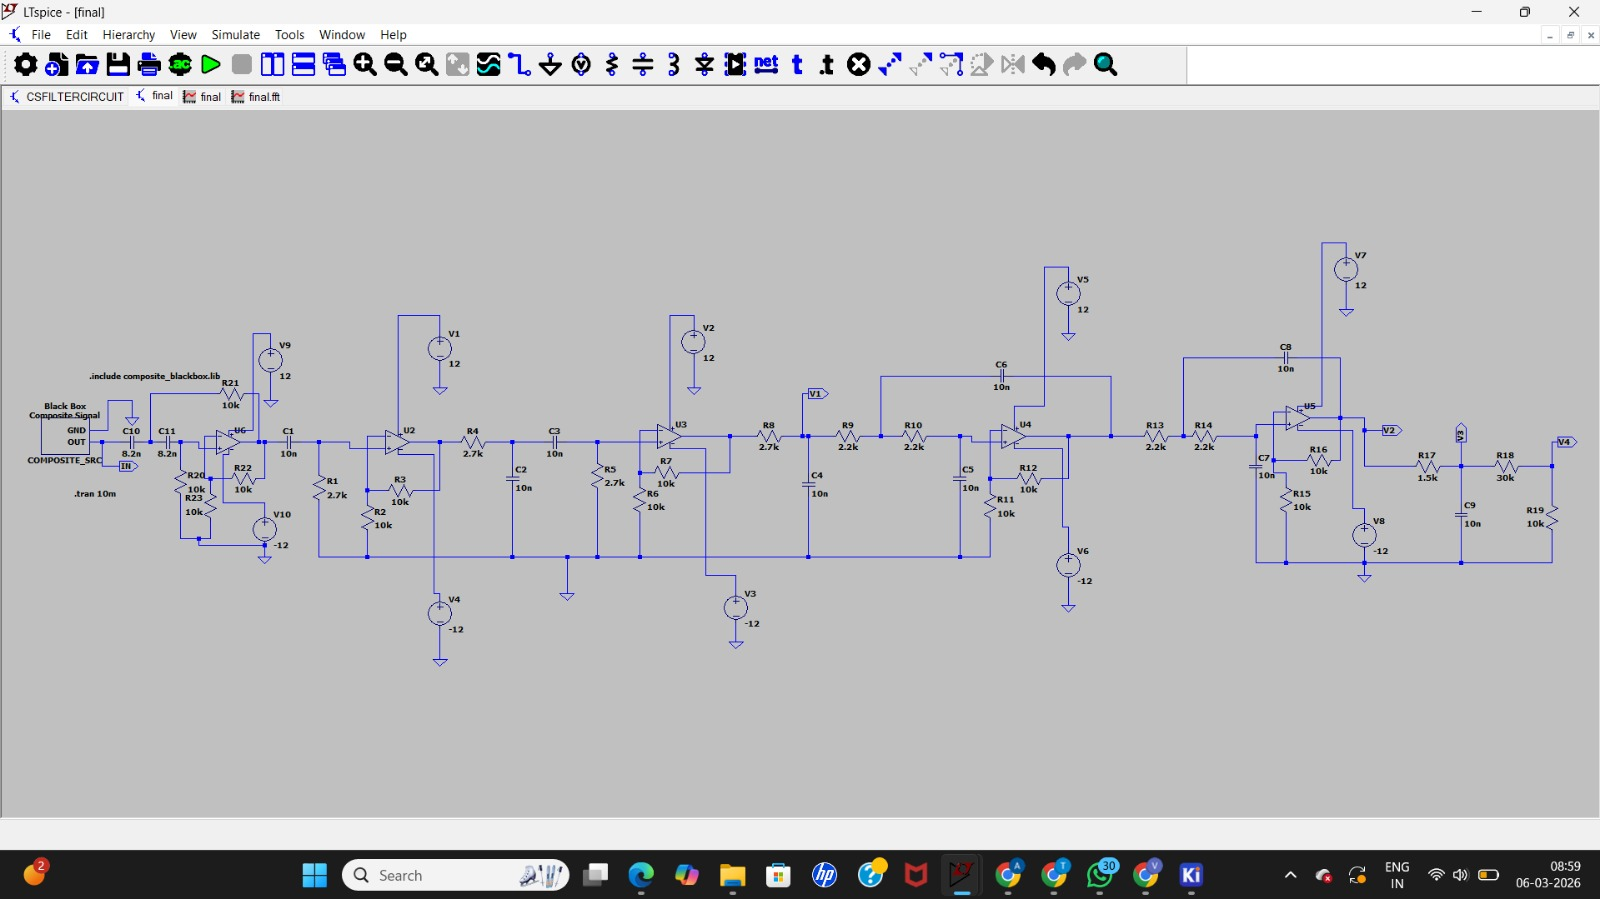 LTspice - [final]
File Edit Hierarchy View Simulate Tools Window Help
.ac
net t .t
CSFILTERCIRCUIT final final final.fft
V7
12
V5
12
V1
12
V2
12
V9
12
C8
10n
C6
10n
.include composite_blackbox.lib
R21
10k
Black Box
Composite Signal
GND
OUT
COMPOSITE_SRC
IN
.tran 10m
C10
8.2n
C11
8.2n
U6
R20
10k
R22
10k
R23
10k
V10
-12
C1
10n
R1
2.7k
U2
R3
10k
R2
10k
V4
-12
R4
2.7k
C2
10n
C3
10n
R5
2.7k
U3
R7
10k
R6
10k
V3
-12
R8
2.7k
V1
C4
10n
R9
2.2k
R10
2.2k
C5
10n
U4
R12
10k
R11
10k
V6
-12
R13
2.2k
R14
2.2k
C7
10n
U5
R16
10k
R15
10k
V8
-12
V2
R17
1.5k
V3
C9
10n
R18
30k
V4
R19
10k
2
Search
A T 30 V Ki
ENG
IN
08:59
06-03-2026